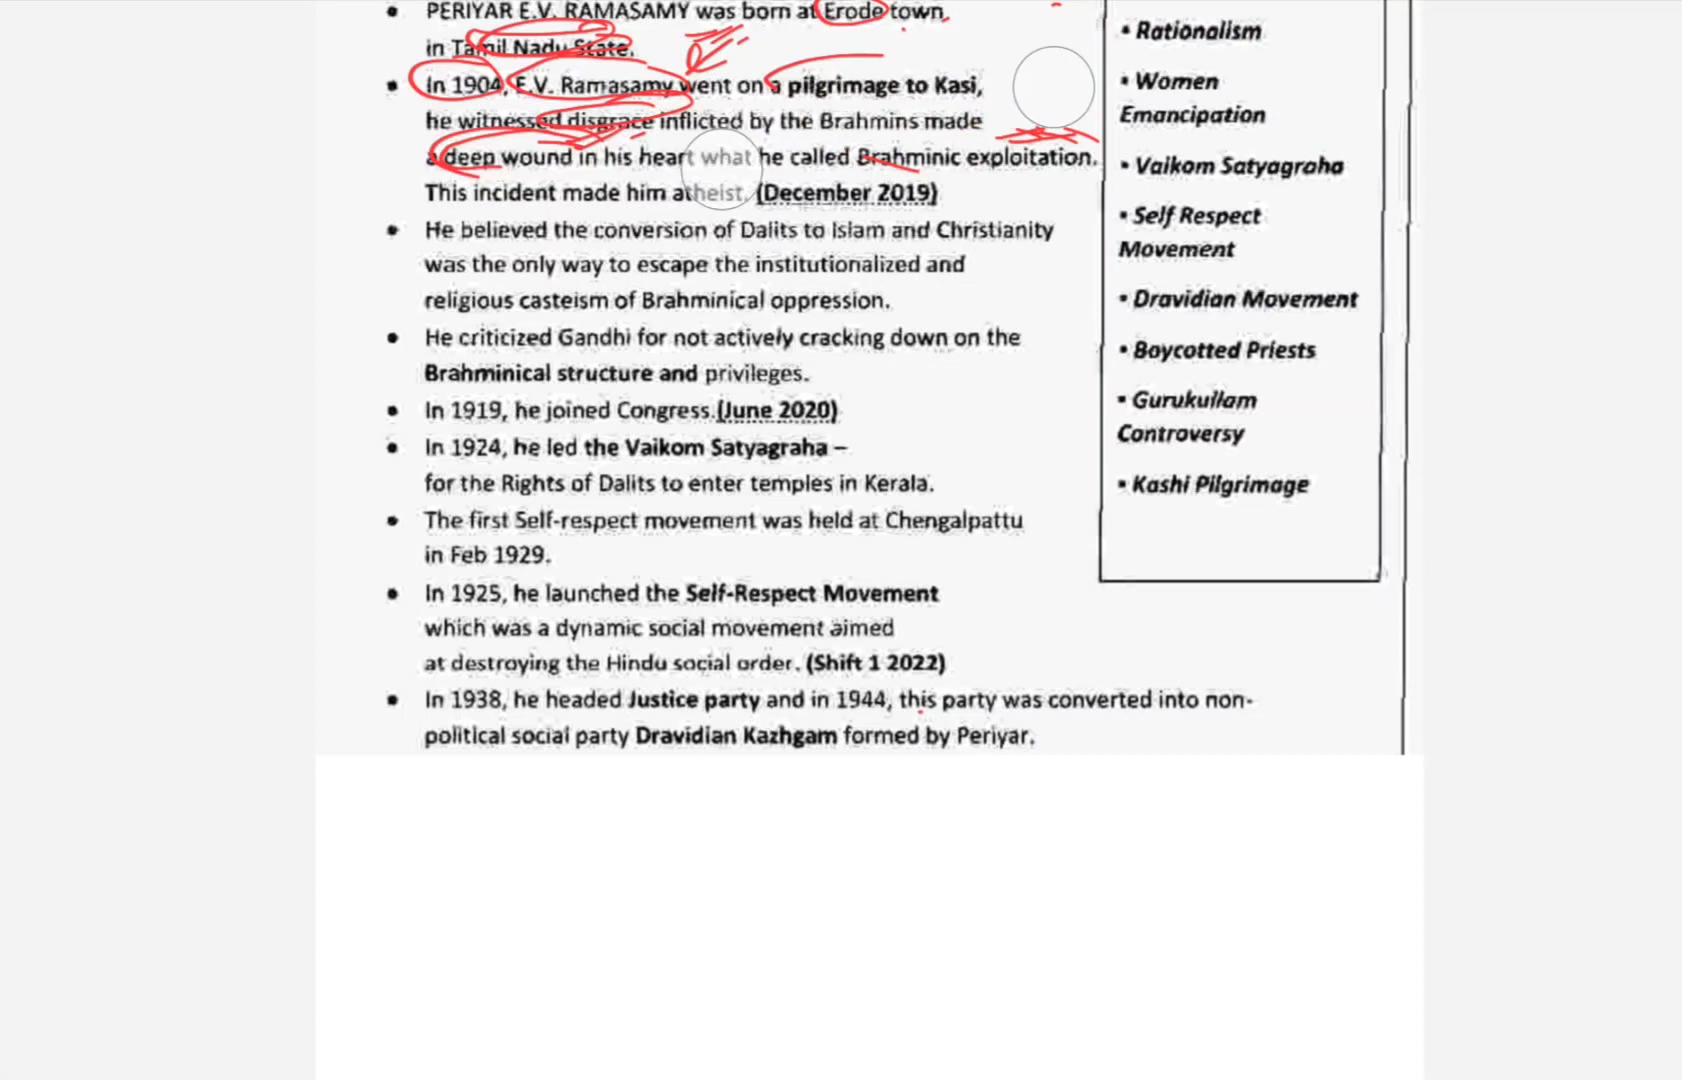 • PERIYAR E.V. RAMASAMY was born at Erode town,
in Tamil Nadu State.
• In 1904, E.V. Ramasamy went on a pilgrimage to Kasi,
he witnessed disgrace inflicted by the Brahmins made
a deep wound in his heart what he called Brahminic exploitation.
This incident made him atheist. (December 2019)
• He believed the conversion of Dalits to Islam and Christianity
was the only way to escape the institutionalized and
religious casteism of Brahminical oppression.
• He criticized Gandhi for not actively cracking down on the
Brahminical structure and privileges.
• In 1919, he joined Congress.(June 2020)
• In 1924, he led the Vaikom Satyagraha –
for the Rights of Dalits to enter temples in Kerala.
• The first Self-respect movement was held at Chengalpattu
in Feb 1929.
• In 1925, he launched the Self-Respect Movement
which was a dynamic social movement aimed
at destroying the Hindu social order. (Shift 1 2022)
• In 1938, he headed Justice party and in 1944, this party was converted into non-
political social party Dravidian Kazhgam formed by Periyar.
• Rationalism
• Women
Emancipation
• Vaikom Satyagraha
• Self Respect
Movement
• Dravidian Movement
• Boycotted Priests
• Gurukullam
Controversy
• Kashi Pilgrimage